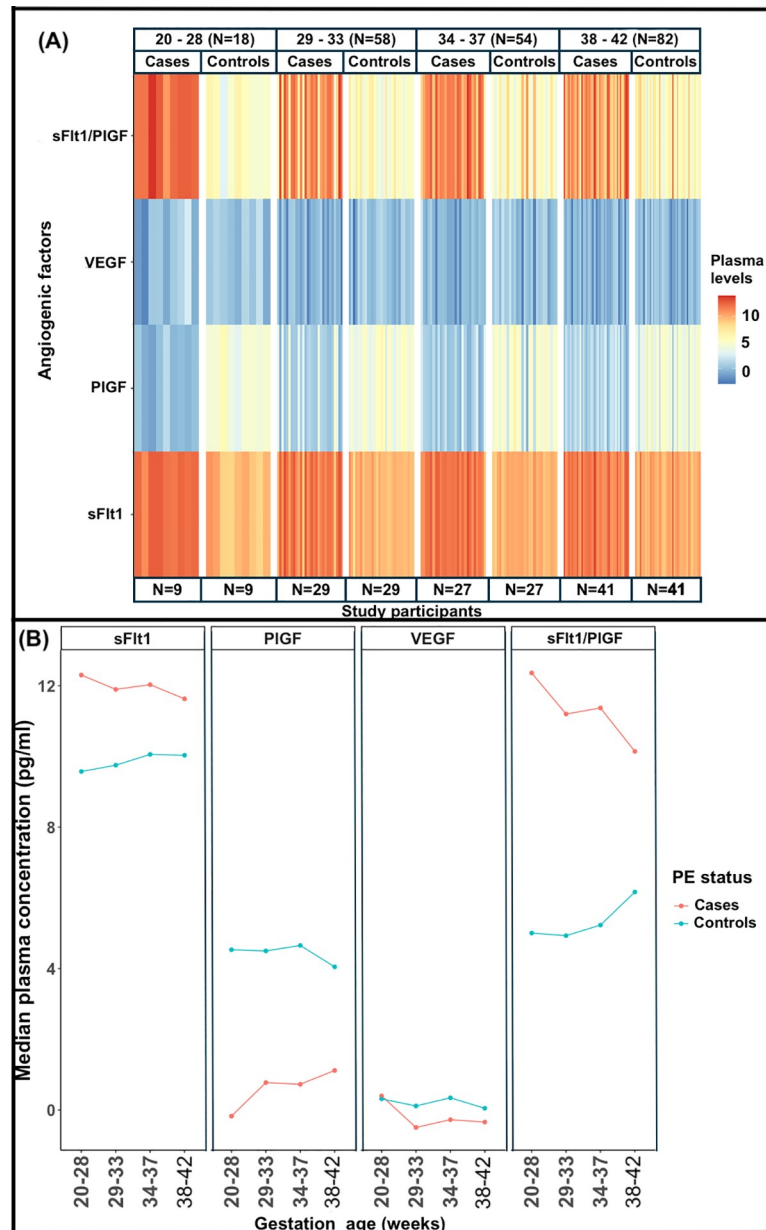 (A)
20 - 28 (N=18) 29 - 33 (N=58) 34 - 37 (N=54) 38 - 42 (N=82)
Cases Controls Cases Controls Cases Controls Cases Controls
Angiogenic factors
sFlt1/PlGF
VEGF
PlGF
sFlt1
Plasma
levels
10
5
0
N=9 N=9 N=29 N=29 N=27 N=27 N=41 N=41
Study participants
(B)
sFlt1 PlGF VEGF sFlt1/PlGF
Median plasma concentration (pg/ml)
12
8
4
0
PE status
Cases
Controls
20-28 29-33 34-37 38-42 20-28 29-33 34-37 38-42 20-28 29-33 34-37 38-42 20-28 29-33 34-37 38-42
Gestation age (weeks)